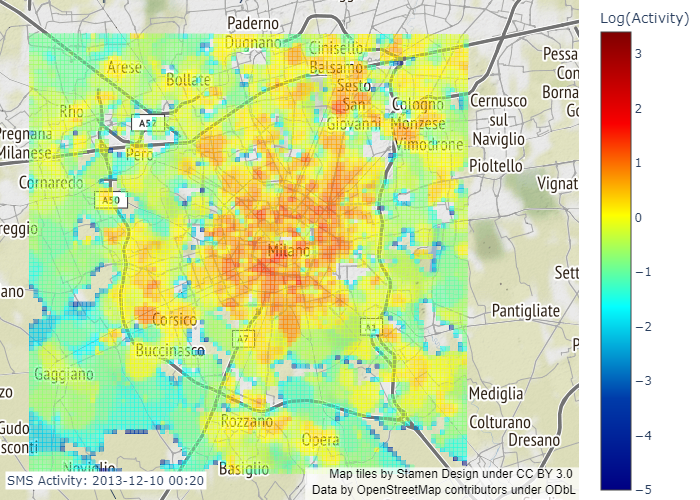 Paderno
Dugnano
Cinisello
Balsamo
Arese
Bollate
Sesto
San
Giovanni
Cologno
Monzese
Cernusco
sul
Naviglio
Pessa
Con
Borna
Go
Rho
A52
Pregnana
Milanese
Pero
Vimodrone
Pioltello
Cornaredo
A50
Vignat
reggio
Milano
Sett
ano
Pantigliate
Corsico
A7
A1
Buccinasco
P
Gaggiano
zo
Mediglia
Gudo
sconti
Rozzano
Colturano
Opera
Dresano
Noviglio
Basiglio
SMS Activity: 2013-12-10 00:20
Map tiles by Stamen Design under CC BY 3.0
Data by OpenStreetMap contributors under ODbL
Log(Activity)
3
2
1
0
−1
−2
−3
−4
−5